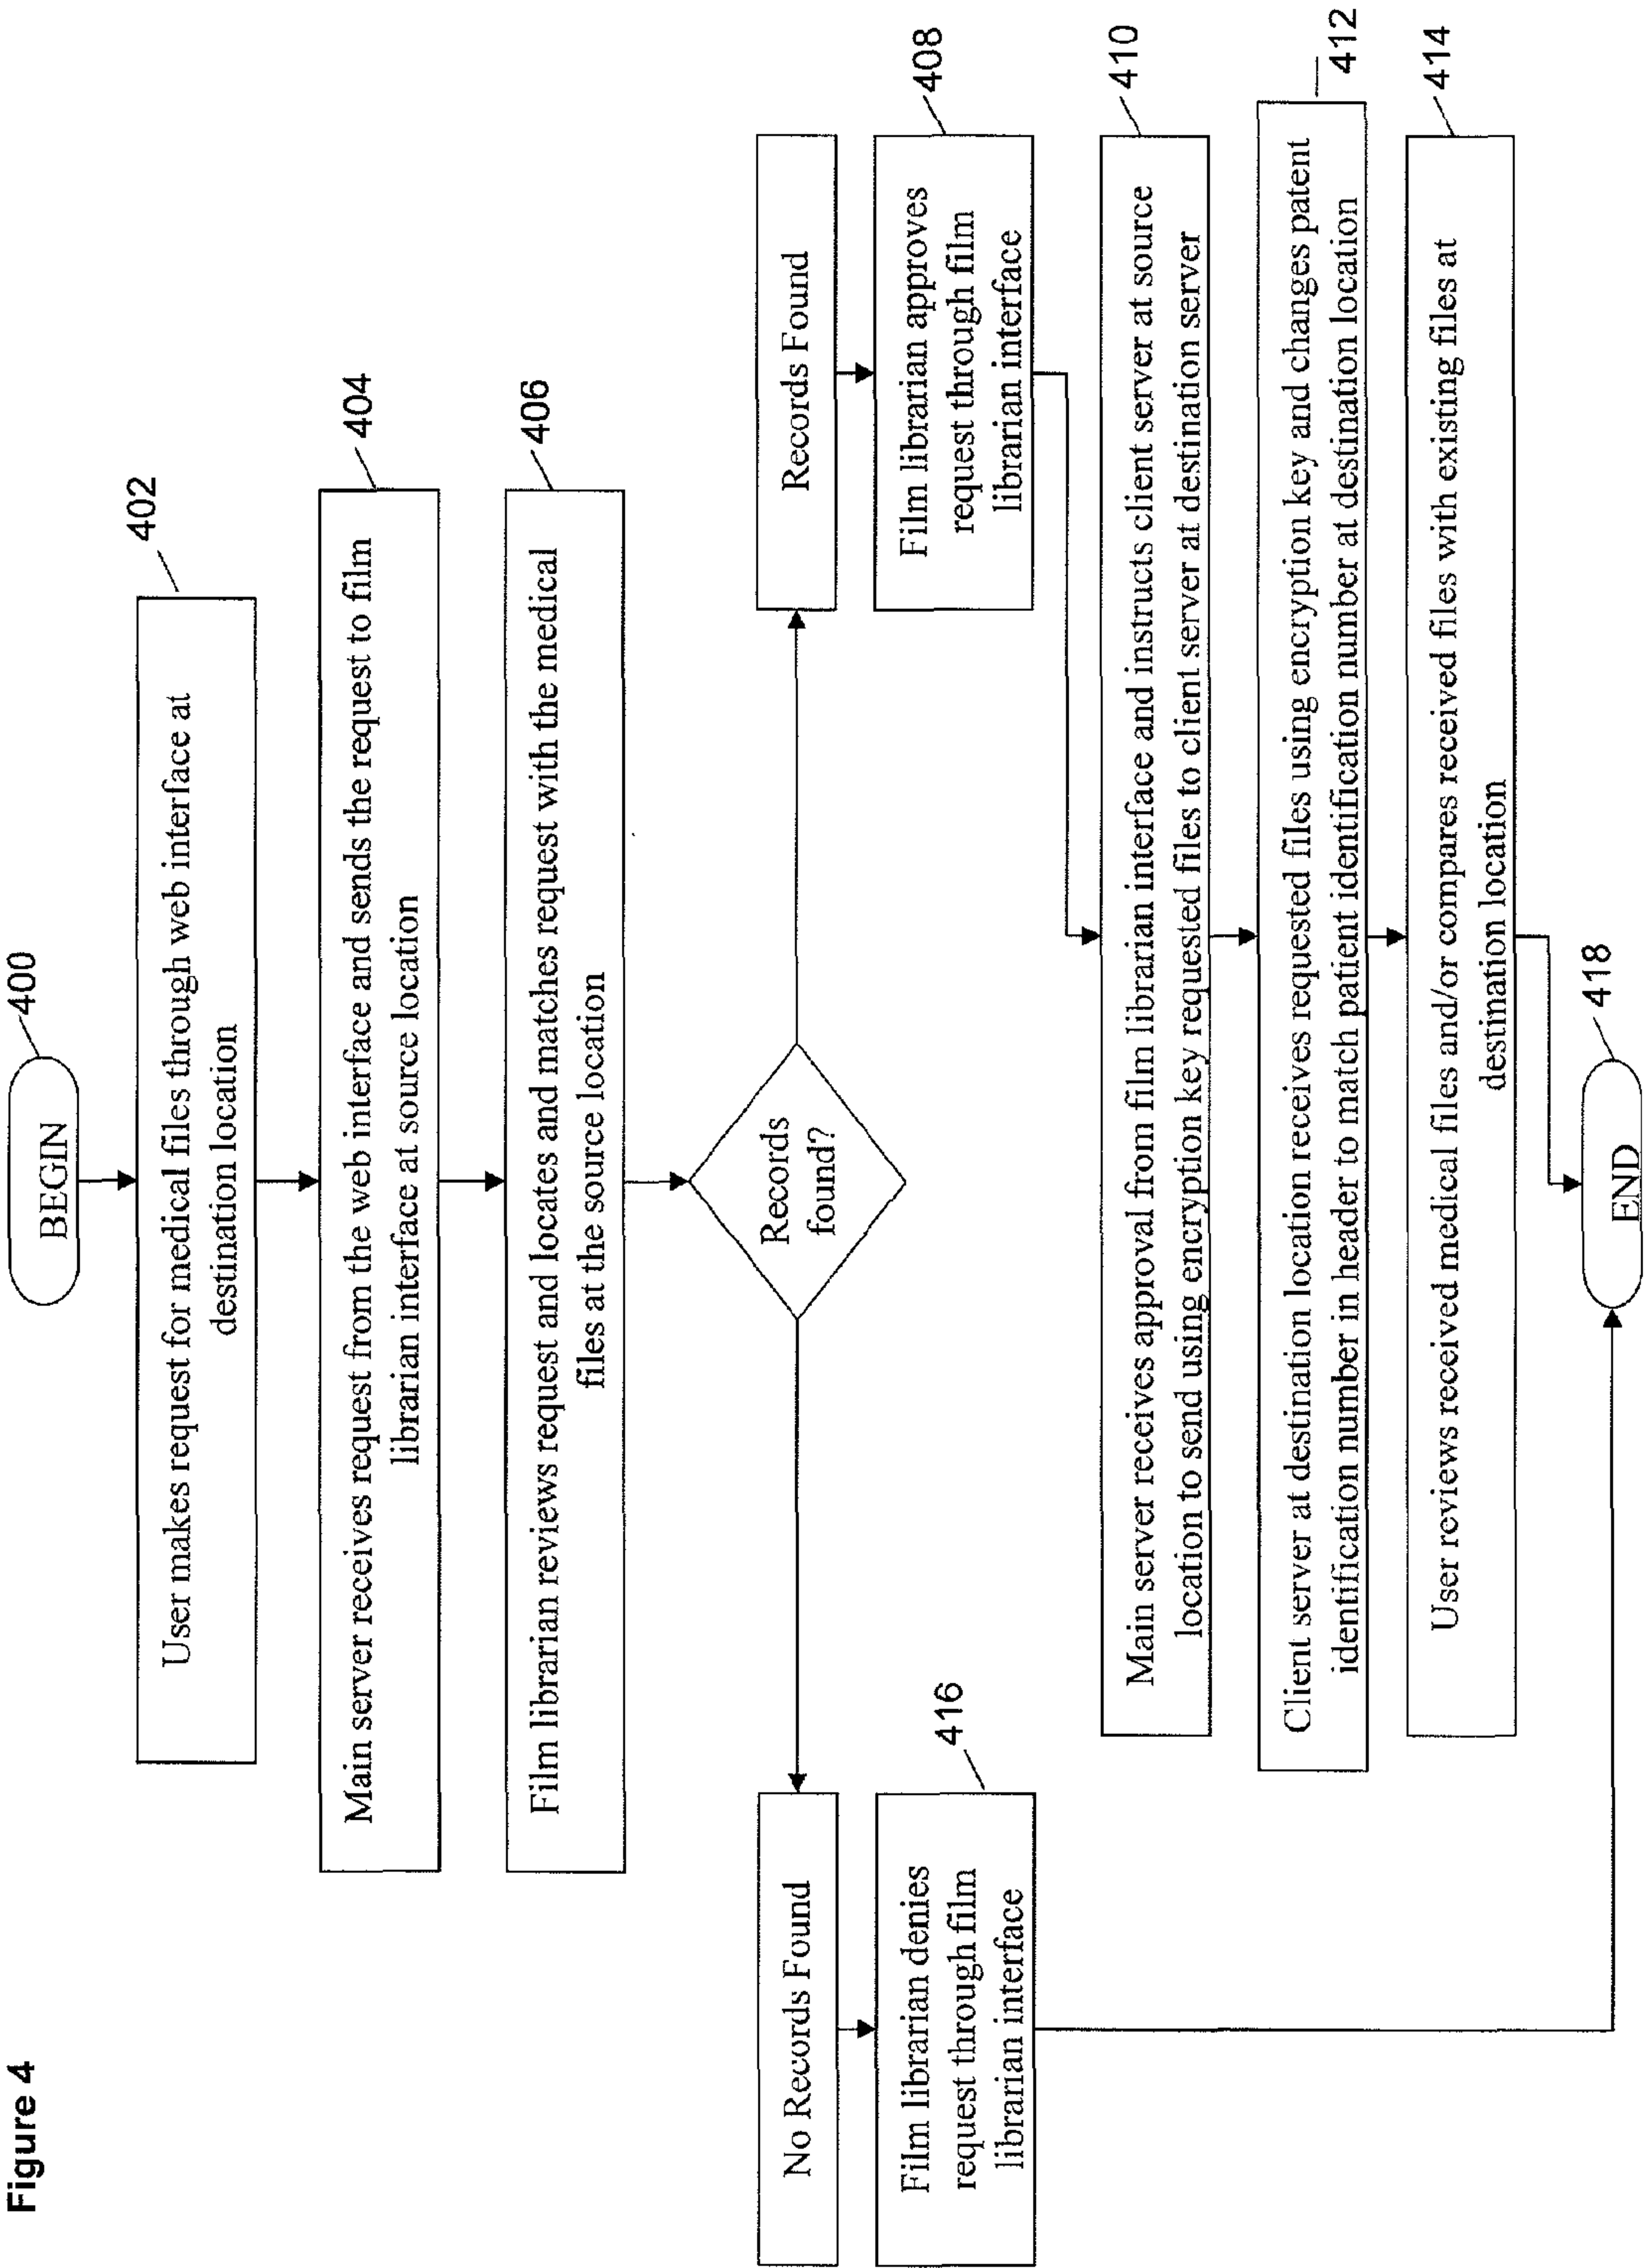 Figure 4
400
BEGIN
402
User makes request for medical files through web interface at
destination location
404
Main server receives request from the web interface and sends the request to film
librarian interface at source location
406
Film librarian reviews request and locates and matches request with the medical
files at the source location
Records
found?
No Records Found
Records Found
416
Film librarian denies
request through film
librarian interface
408
Film librarian approves
request through film
librarian interface
410
Main server receives approval from film librarian interface and instructs client server at source
location to send using encryption key requested files to client server at destination server
412
Client server at destination location receives requested files using encryption key and changes patent
identification number in header to match patient identification number at destination location
414
User reviews received medical files and/or compares received files with existing files at
destination location
418
END